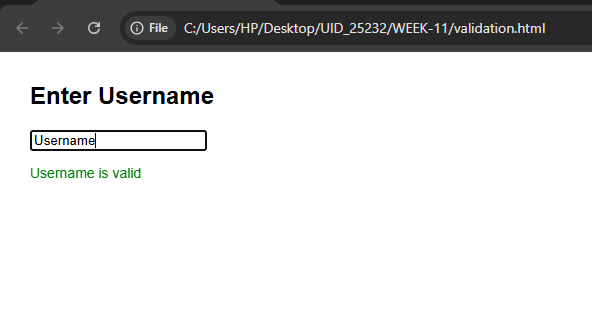 File C:/Users/HP/Desktop/UID_25232/WEEK-11/validation.html
Enter Username
Username
Username is valid